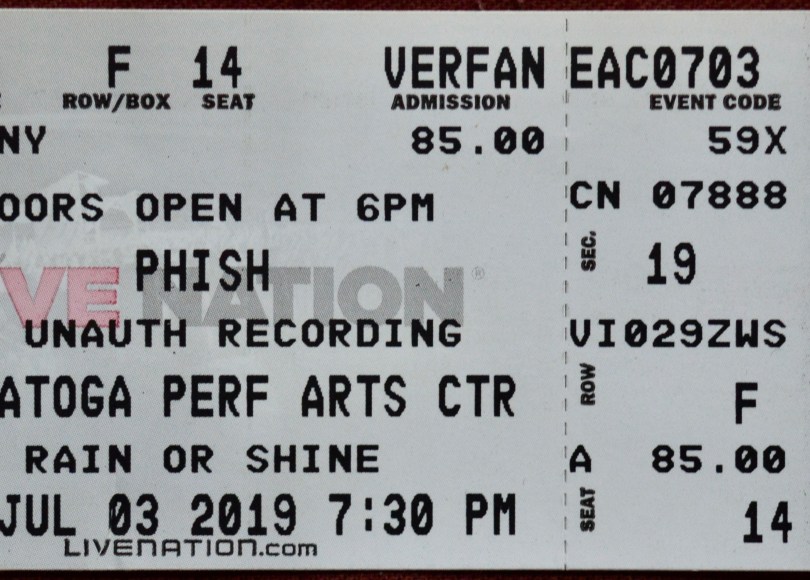 F 14 VERFAN EAC0703
ROW/BOX SEAT ADMISSION EVENT CODE
NY 85.00 59X
OORS OPEN AT 6PM CN 07888
PHISH SEC. 19
VE NATION®
UNAUTH RECORDING VI029ZWS
ATOGA PERF ARTS CTR ROW F
RAIN OR SHINE A 85.00
JUL 03 2019 7:30 PM SEAT 14
LIVENATION.com